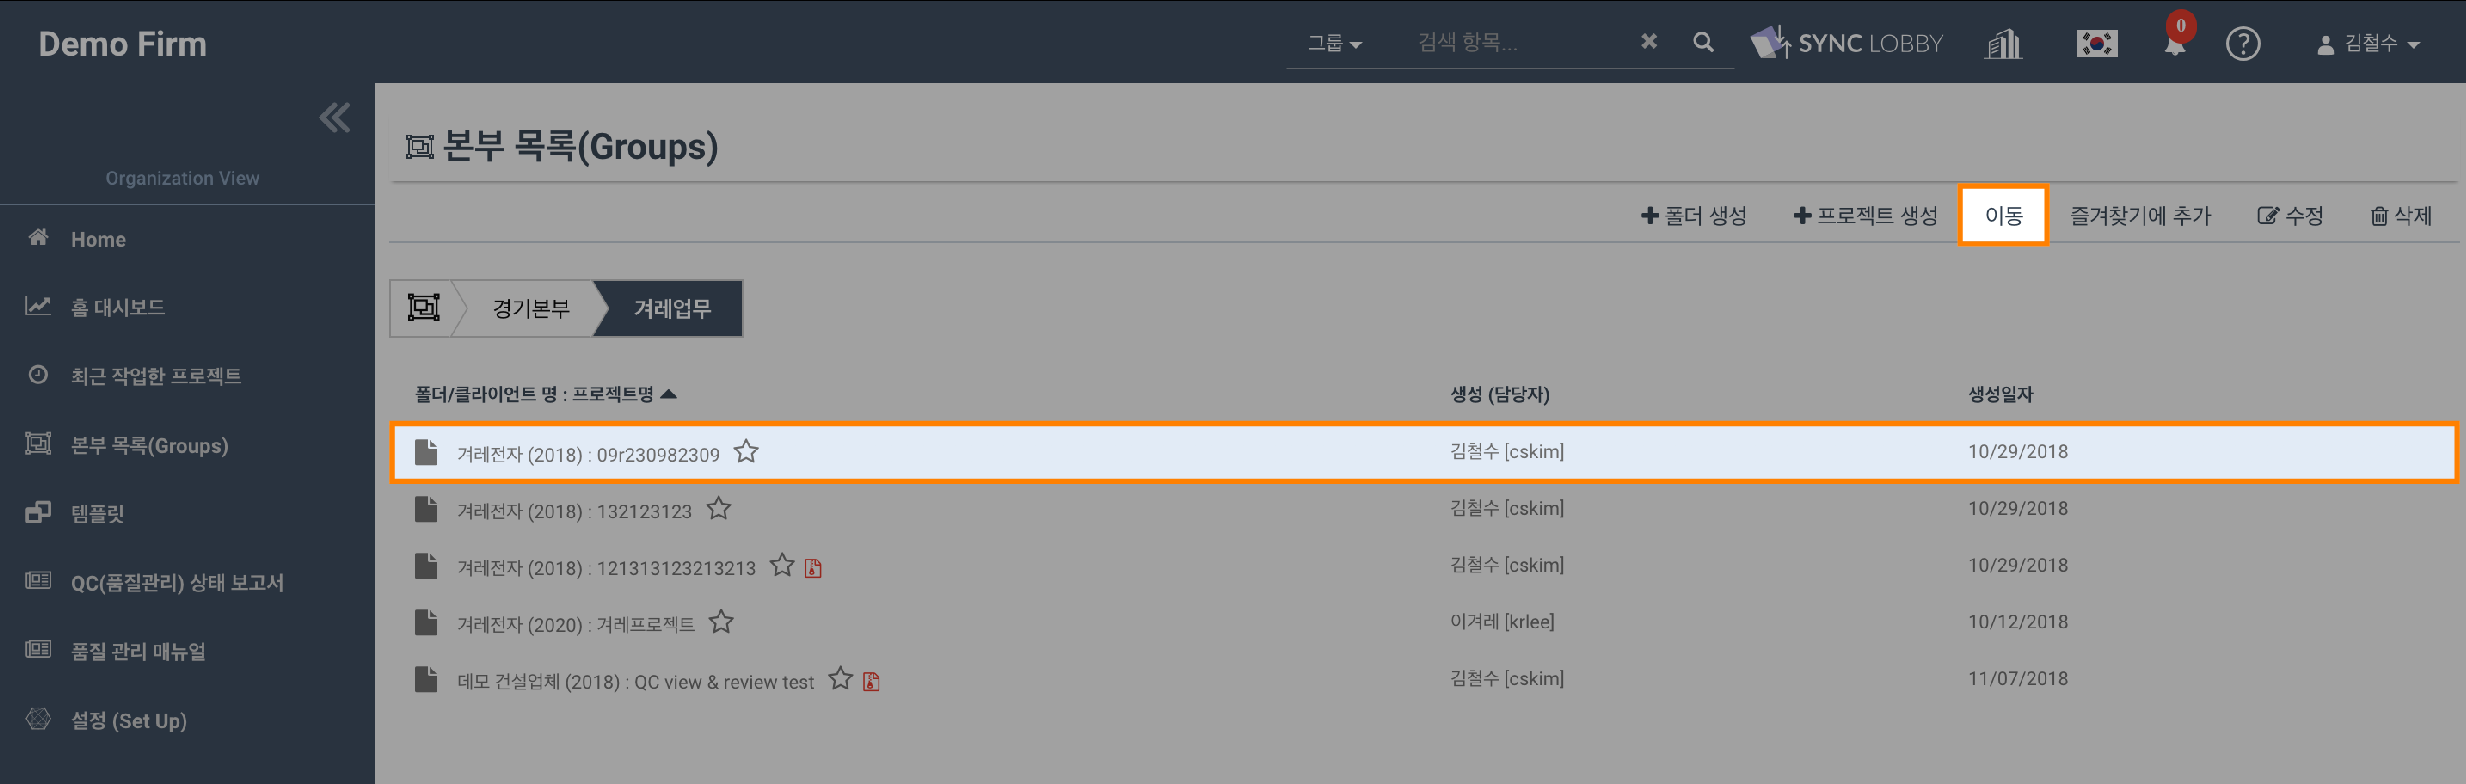 Demo Firm
그룹
검색 항목...
SYNC LOBBY
0
김철수
Organization View
Home
홈 대시보드
최근 작업한 프로젝트
본부 목록(Groups)
템플릿
QC(품질관리) 상태 보고서
품질 관리 매뉴얼
설정 (Set Up)
본부 목록(Groups)
폴더 생성
프로젝트 생성
이동
즐겨찾기에 추가
수정
삭제
경기본부
겨레업무
폴더/클라이언트 명 : 프로젝트명 생성 (담당자) 생성일자
겨레전자 (2018) : 09r230982309 김철수 [cskim] 10/29/2018
겨레전자 (2018) : 132123123 김철수 [cskim] 10/29/2018
겨레전자 (2018) : 121313123213213 김철수 [cskim] 10/29/2018
겨레전자 (2020) : 겨레프로젝트 이겨레 [krlee] 10/12/2018
데모 건설업체 (2018) : QC view & review test 김철수 [cskim] 11/07/2018